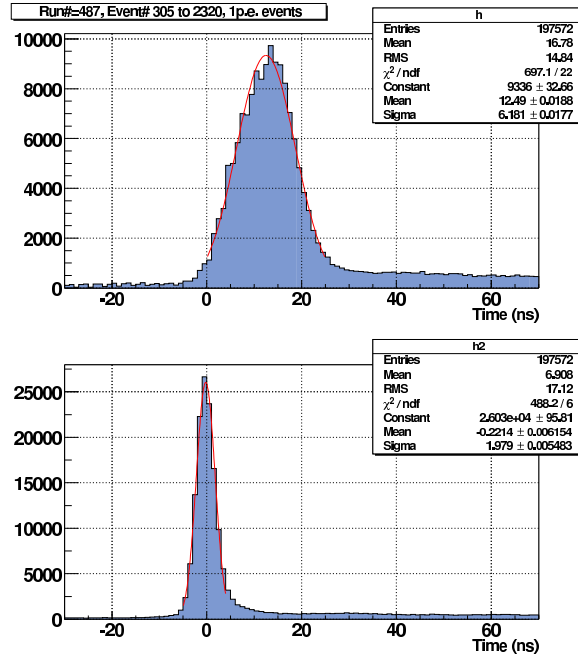 Run#=487, Event# 305 to 2320, 1p.e. events
h
Entries 197572
Mean 16.78
RMS 14.84
χ² / ndf 697.1 / 22
Constant 9336 ± 32.66
Mean 12.49 ± 0.0188
Sigma 6.181 ± 0.0177
10000
8000
6000
4000
2000
0
-20 0 20 40 60
Time (ns)
h2
Entries 197572
Mean 6.908
RMS 17.12
χ² / ndf 488.2 / 6
Constant 2.603e+04 ± 95.81
Mean -0.2214 ± 0.006154
Sigma 1.979 ± 0.005483
25000
20000
15000
10000
5000
0
-20 0 20 40 60
Time (ns)